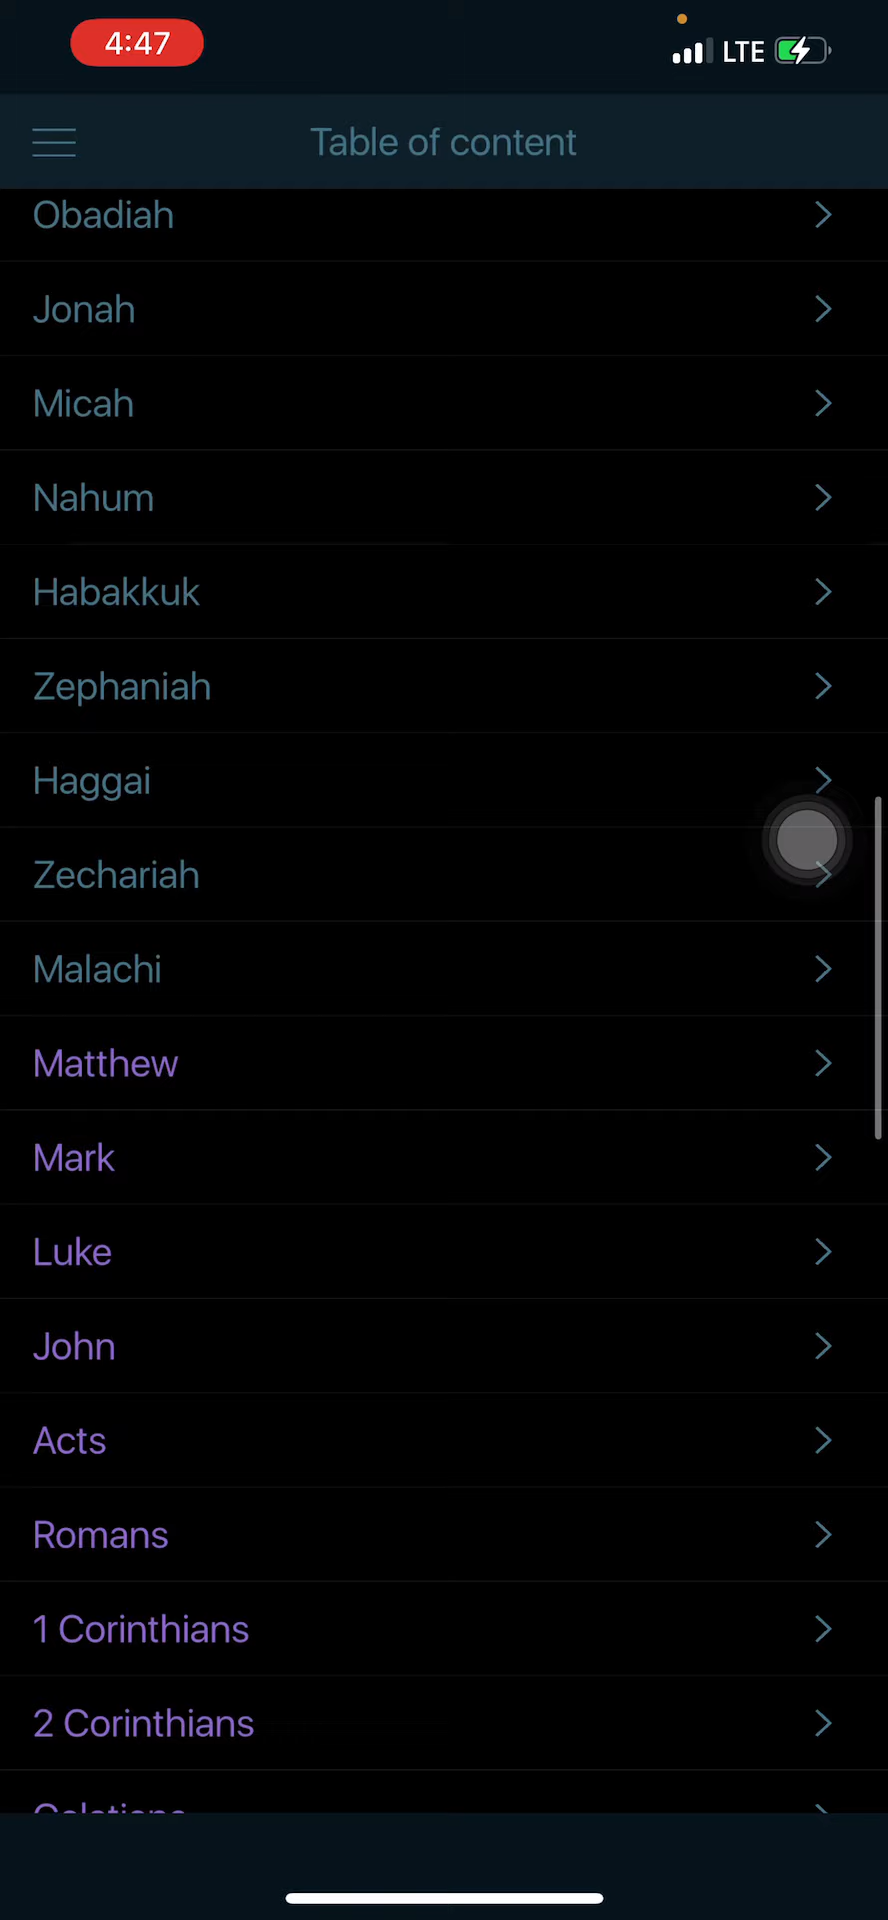 4:47
LTE
Table of content
Obadiah
Jonah
Micah
Nahum
Habakkuk
Zephaniah
Haggai
Zechariah
Malachi
Matthew
Mark
Luke
John
Acts
Romans
1 Corinthians
2 Corinthians